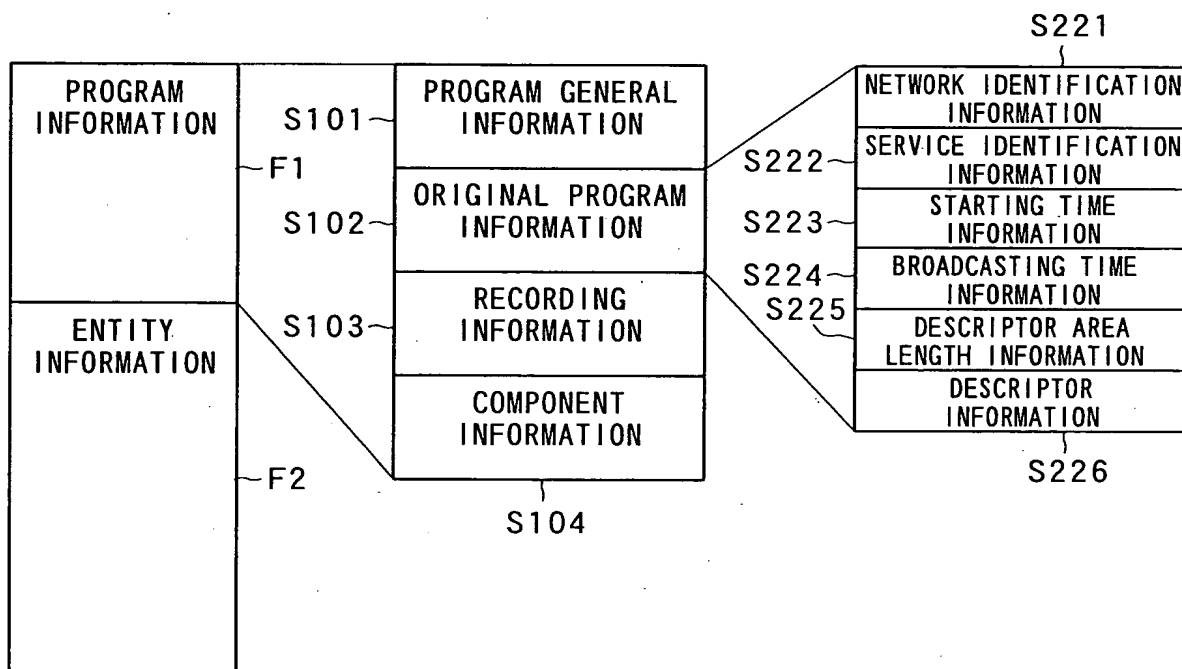 PROGRAM
INFORMATION
F1
ENTITY
INFORMATION
F2
S101
PROGRAM GENERAL
INFORMATION
S102
ORIGINAL PROGRAM
INFORMATION
S103
RECORDING
INFORMATION
COMPONENT
INFORMATION
S104
S221
NETWORK IDENTIFICATION
INFORMATION
S222
SERVICE IDENTIFICATION
INFORMATION
S223
STARTING TIME
INFORMATION
S224
BROADCASTING TIME
INFORMATION
S225
DESCRIPTOR AREA
LENGTH INFORMATION
DESCRIPTOR
INFORMATION
S226